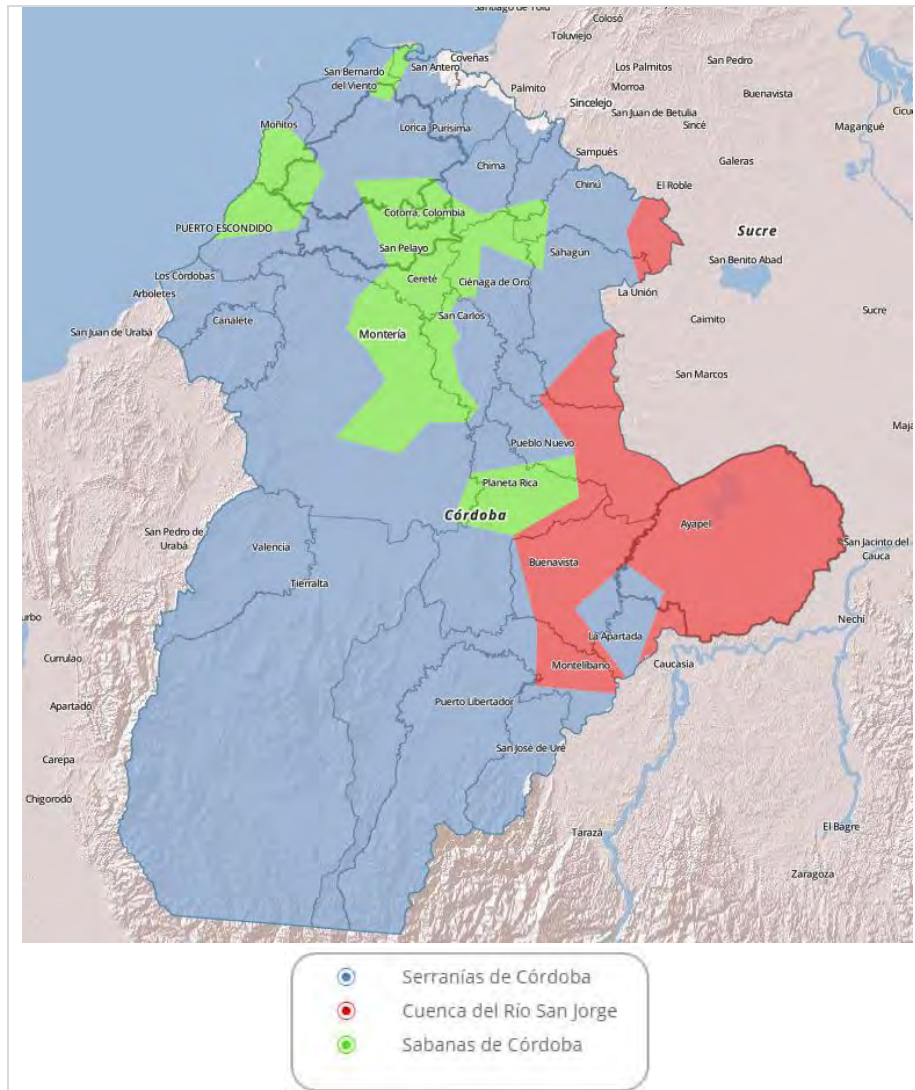 Santiago de Tolú
Colosó
Toluviejo
Coveñas
San Antero
San Bernardo
del Viento
Los Palmitos
San Pedro
Palmito
Morroa
Buenavista
Sincelejo
San Juan de Betulia
Sincé
Magangué
Moñitos
Lorica
Purísima
Sampués
Chima
Galeras
Chinú
El Roble
Cotorra, Colombia
PUERTO ESCONDIDO
San Pelayo
Sucre
Sahagún
San Benito Abad
Los Córdobas
Cereté
Ciénaga de Oro
Arboletes
La Unión
Sucre
Canalete
San Carlos
Caimito
San Juan de Urabá
Montería
San Marcos
Pueblo Nuevo
Planeta Rica
Córdoba
Ayapel
San Pedro de
Urabá
Valencia
San Jacinto del
Cauca
Buenavista
Tierralta
Nechí
La Apartada
Currulao
Montelíbano
Caucasia
Apartadó
Puerto Libertador
San José de Uré
Carepa
Chigorodó
Tarazá
El Bagre
Zaragoza
Serranías de Córdoba
Cuenca del Río San Jorge
Sabanas de Córdoba